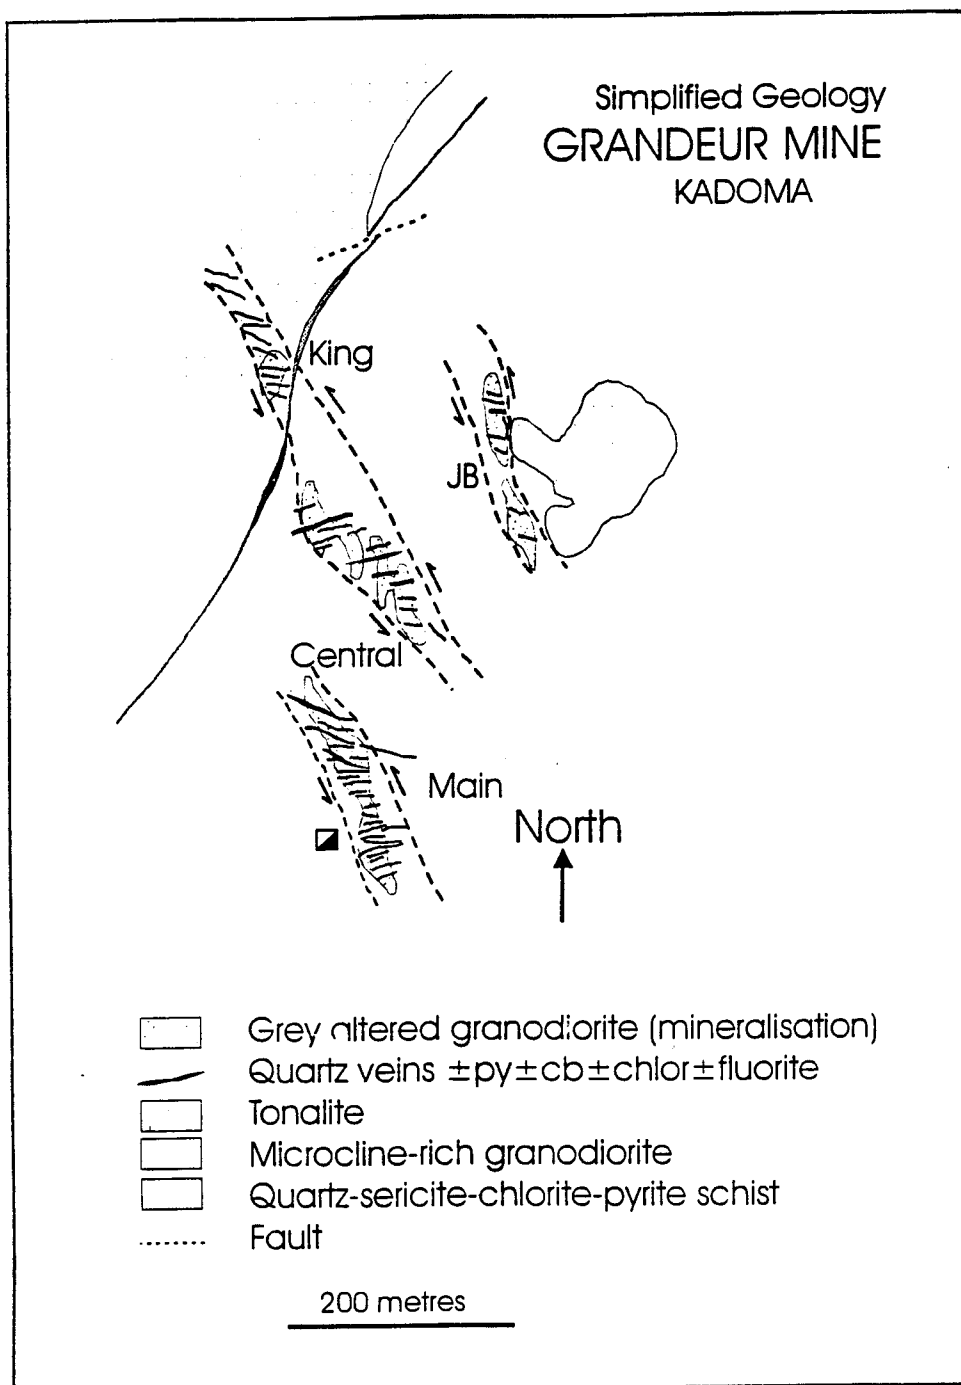 Simplified Geology
GRANDEUR MINE
KADOMA
King
JB
Central
Main
North
Grey altered granodiorite (mineralisation)
Quartz veins ±py±cb±chlor±fluorite
Tonalite
Microcline-rich granodiorite
Quartz-sericite-chlorite-pyrite schist
Fault
200 metres